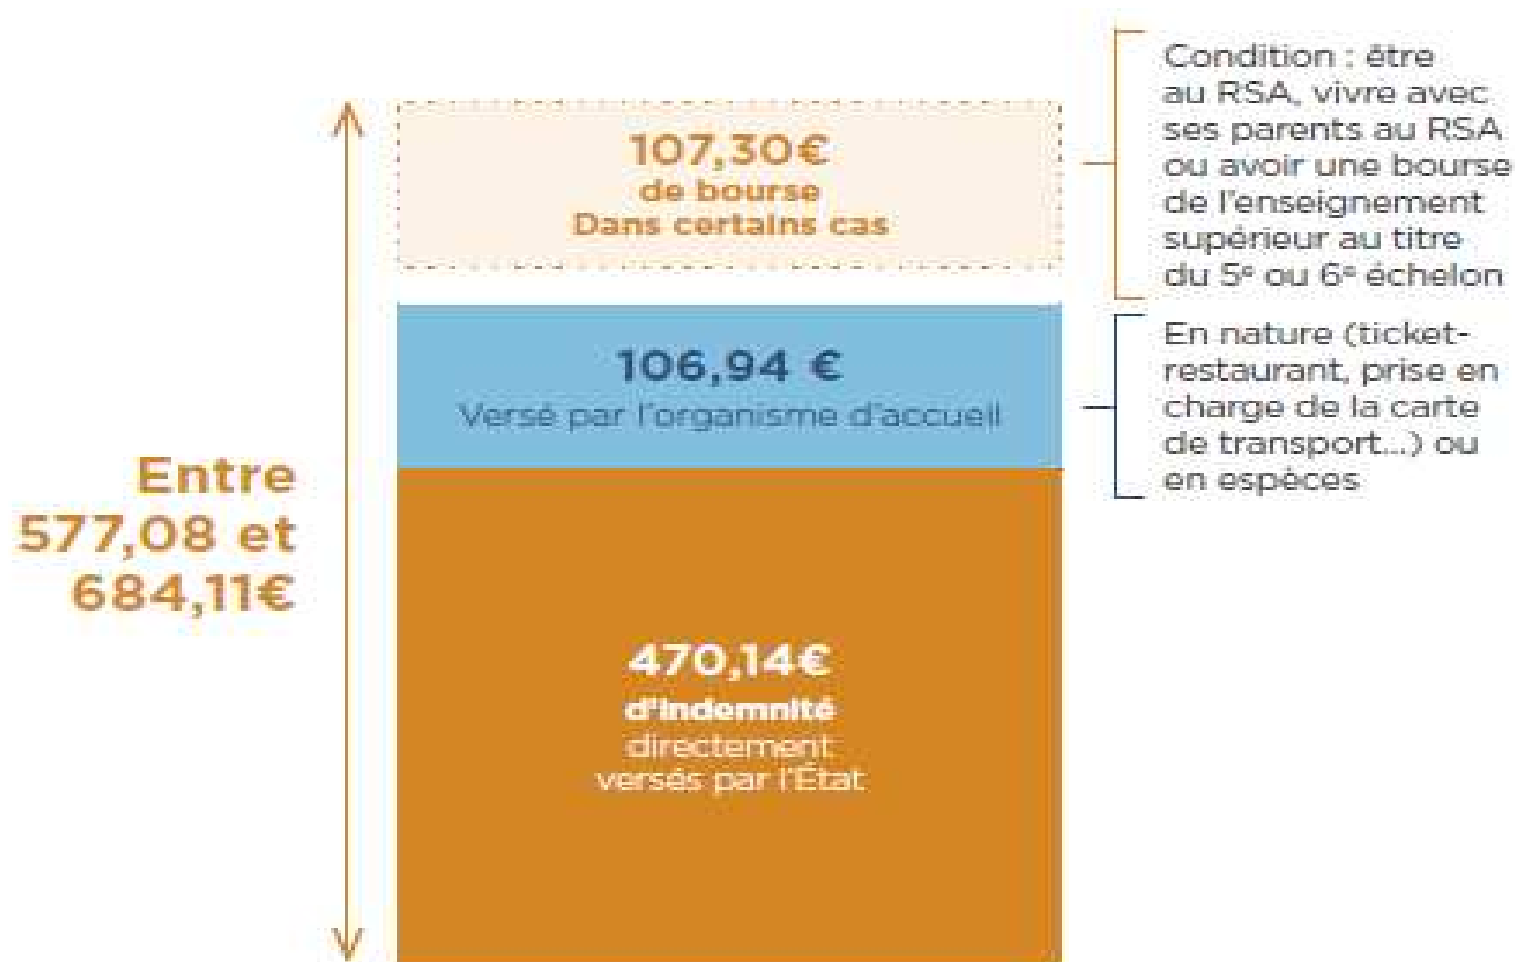 Condition : être
au RSA, vivre avec
ses parents au RSA
ou avoir une bourse
de l'enseignement
supérieur au titre
du 5e ou 6e échelon
107,30€
de bourse
Dans certains cas
106,94 €
Versé par l'organisme d'accueil
En nature (ticket-
restaurant, prise en
charge de la carte
de transport...) ou
en espèces
Entre
577,08 et
684,11€
470,14€
d'indemnité
directement
versés par l'État